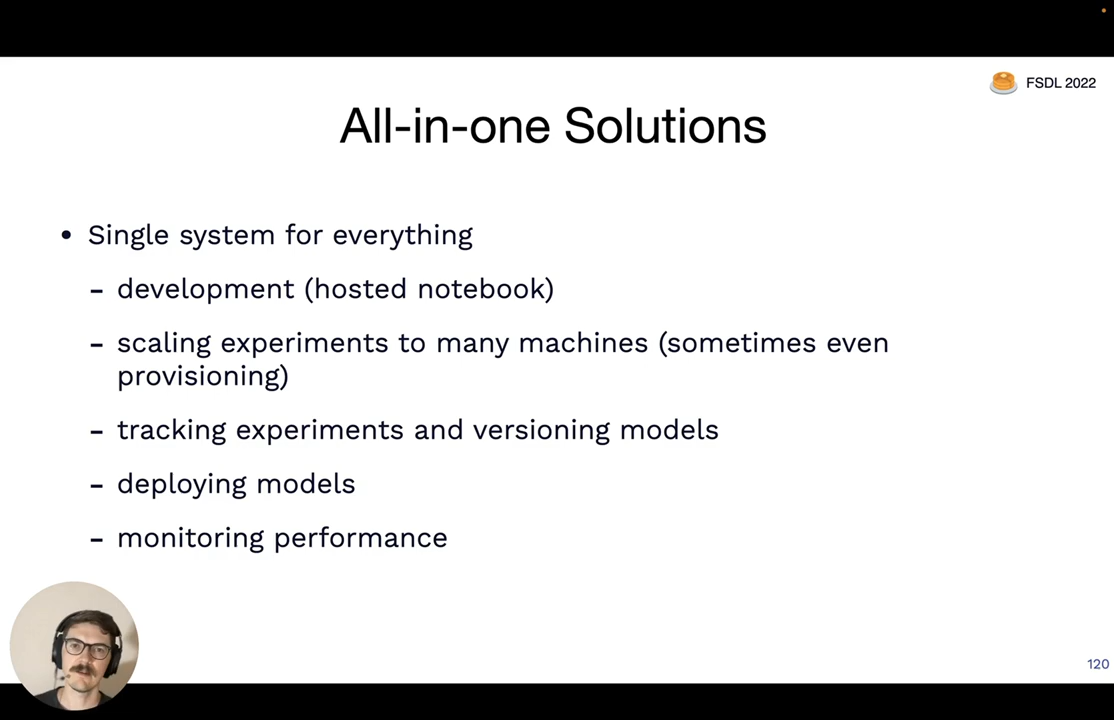 FSDL 2022
All-in-one Solutions
• Single system for everything
– development (hosted notebook)
– scaling experiments to many machines (sometimes even
provisioning)
– tracking experiments and versioning models
– deploying models
– monitoring performance
120